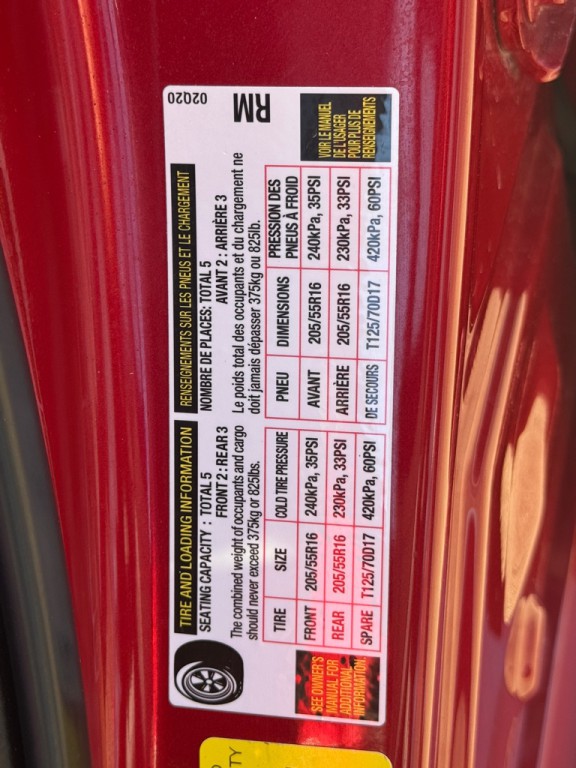 TIRE AND LOADING INFORMATION
SEATING CAPACITY : TOTAL 5
FRONT 2 : REAR 3
The combined weight of occupants and cargo
should never exceed 375kg or 825lbs.
TIRE SIZE COLD TIRE PRESSURE
FRONT 205/55R16 240kPa, 35PSI
REAR 205/55R16 230kPa, 33PSI
SPARE T125/70D17 420kPa, 60PSI
SEE OWNER'S
MANUAL FOR
ADDITIONAL
INFORMATION
RENSEIGNEMENTS SUR LES PNEUS ET LE CHARGEMENT
NOMBRE DE PLACES: TOTAL 5
AVANT 2 : ARRIÈRE 3
Le poids total des occupants et du chargement ne
doit jamais dépasser 375kg ou 825lb.
PNEU DIMENSIONS PRESSION DES
PNEUS À FROID
AVANT 205/55R16 240kPa, 35PSI
ARRIÈRE 205/55R16 230kPa, 33PSI
DE SECOURS T125/70D17 420kPa, 60PSI
02Q20
RM
VOIR LE MANUEL
DE L'USAGER
POUR PLUS DE
RENSEIGNEMENTS